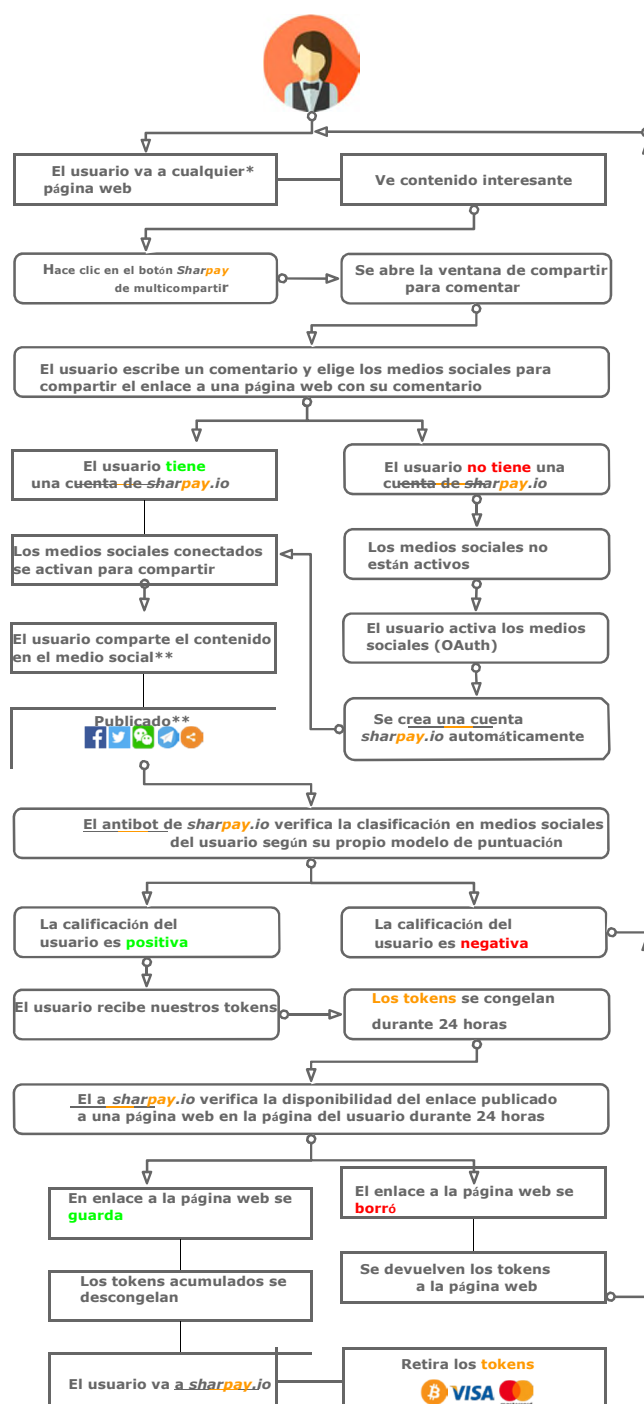 El usuario va a cualquier*
página web
Ve contenido interesante
Hace clic en el botón Sharpay
de multicompartir
Se abre la ventana de compartir
para comentar
El usuario escribe un comentario y elige los medios sociales para
compartir el enlace a una página web con su comentario
El usuario tiene
una cuenta de sharpay.io
El usuario no tiene una
cuenta de sharpay.io
Los medios sociales conectados
se activan para compartir
Los medios sociales no
están activos
El usuario comparte el contenido
en el medio social**
El usuario activa los medios
sociales (OAuth)
Publicado**
Se crea una cuenta
sharpay.io automáticamente
El antibot de sharpay.io verifica la clasificación en medios sociales
del usuario según su propio modelo de puntuación
La calificación del
usuario es positiva
La calificación del
usuario es negativa
El usuario recibe nuestros tokens
Los tokens se congelan
durante 24 horas
El a sharpay.io verifica la disponibilidad del enlace publicado
a una página web en la página del usuario durante 24 horas
En enlace a la página web se
guarda
El enlace a la página web se
borró
Los tokens acumulados se
descongelan
Se devuelven los tokens
a la página web
El usuario va a sharpay.io
Retira los tokens
VISA